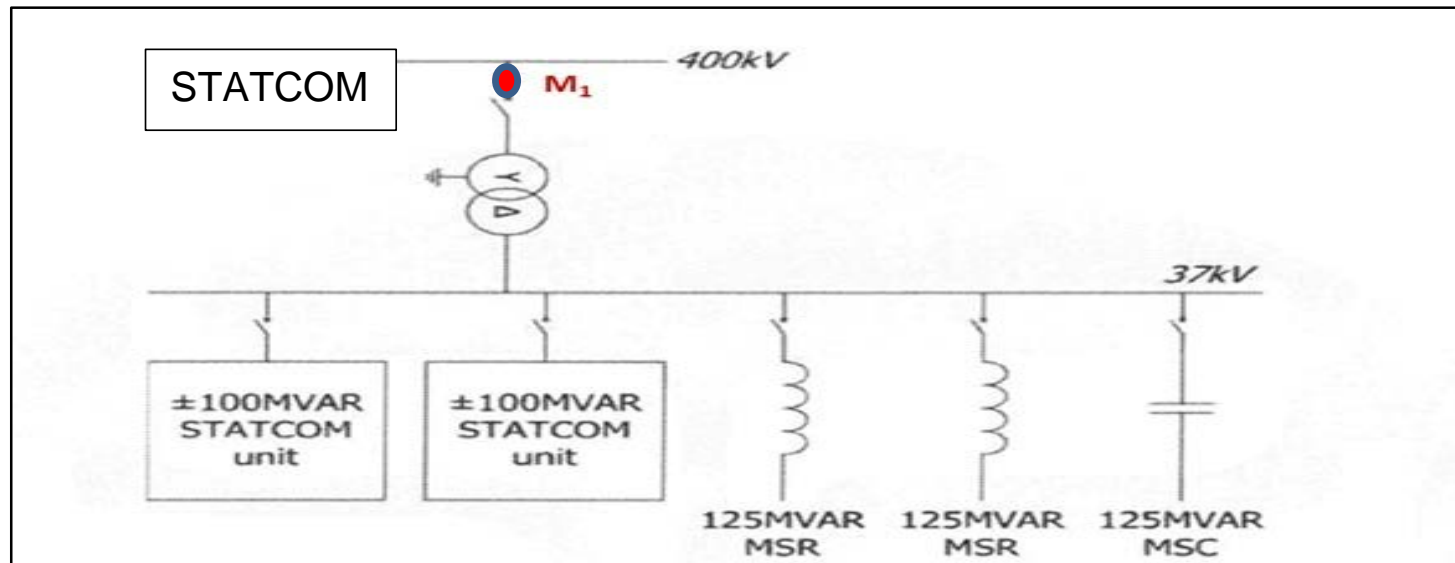 STATCOM
400kV
M₁
37kV
±100MVAR
STATCOM
unit
±100MVAR
STATCOM
unit
125MVAR
MSR
125MVAR
MSR
125MVAR
MSC